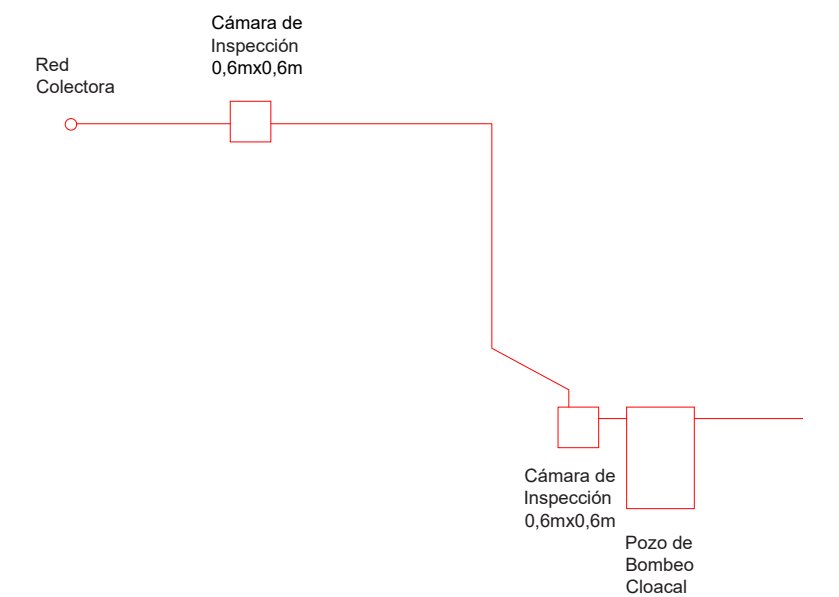 Cámara de
Inspección
0,6mx0,6m
Red
Colectora
Cámara de
Inspección
0,6mx0,6m
Pozo de
Bombeo
Cloacal